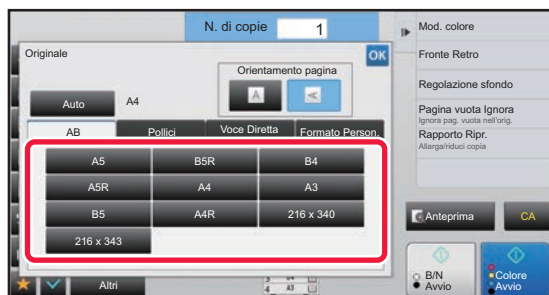 N. di copie 1
Originale
OK
Orientamento pagina
A A
Auto A4
AB Pollici Voce Diretta Formato Person.
A5 B5R B4
A5R A4 A3
B5 A4R 216 x 340
216 x 343
Altri
Mod. colore
Fronte Retro
Regolazione sfondo
Pagina vuota Ignora
Ignora pag. vuota nell'orig.
Rapporto Ripr.
Allarga/riduci copia
Anteprima CA
B/N
Avvio
Colore
Avvio